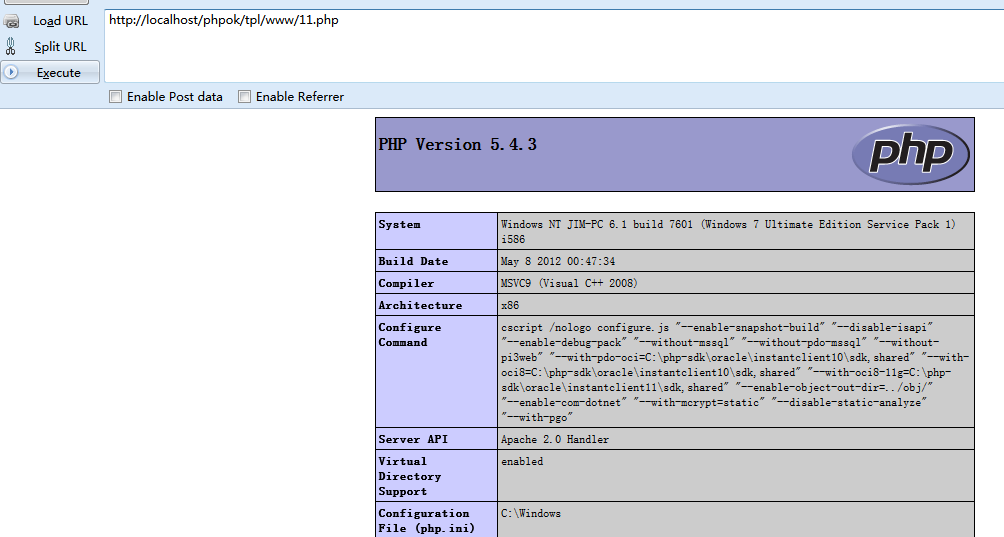 Load URL
http://localhost/phpok/tpl/www/11.php
Split URL
Execute
Enable Post data
Enable Referrer
PHP Version 5.4.3
php
System
Windows NT JIM-PC 6.1 build 7601 (Windows 7 Ultimate Edition Service Pack 1)
i586
Build Date
May 8 2012 00:47:34
Compiler
MSVC9 (Visual C++ 2008)
Architecture
x86
Configure
Command
cscript /nologo configure.js "--enable-snapshot-build" "--disable-isapi"
"--enable-debug-pack" "--without-mssql" "--without-pdo-mssql" "--without-
pi3web" "--with-pdo-oci=C:\php-sdk\oracle\instantclient10\sdk,shared" "--with-
oci8=C:\php-sdk\oracle\instantclient10\sdk,shared" "--with-oci8-11g=C:\php-
sdk\oracle\instantclient11\sdk,shared" "--enable-object-out-dir=../obj/"
"--enable-com-dotnet" "--with-mcrypt=static" "--disable-static-analyze"
"--with-pgo"
Server API
Apache 2.0 Handler
Virtual
Directory
Support
enabled
Configuration
File (php.ini)
C:\Windows